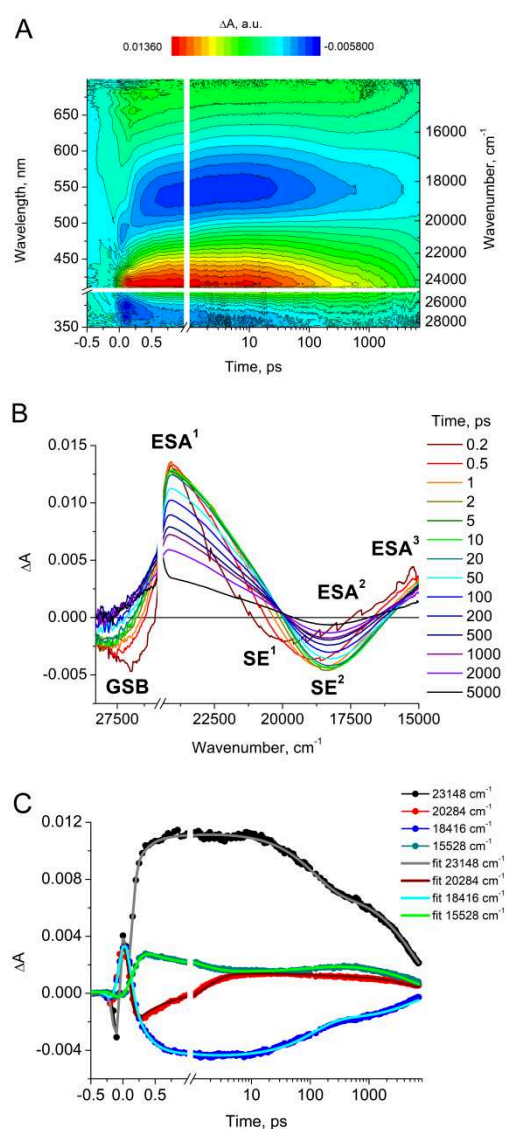 A
ΔA, a.u.
0.01360 -0.005800
Wavelength, nm
650
600
550
500
450
350
16000
18000
20000
22000
24000
26000
28000
Wavenumber, cm-1
-0.5 0.0 0.5 10 100 1000
Time, ps
B
ESA1
ESA2
ESA3
SE1
SE2
GSB
0.015
0.010
0.005
0.000
-0.005
ΔA
27500 22500 20000 17500 15000
Wavenumber, cm-1
Time, ps
0.2
0.5
1
2
5
10
20
50
100
200
500
1000
2000
5000
C
0.012
0.008
0.004
0.000
-0.004
ΔA
-0.5 0.0 0.5 10 100 1000
Time, ps
23148 cm-1
20284 cm-1
18416 cm-1
15528 cm-1
fit 23148 cm-1
fit 20284 cm-1
fit 18416 cm-1
fit 15528 cm-1